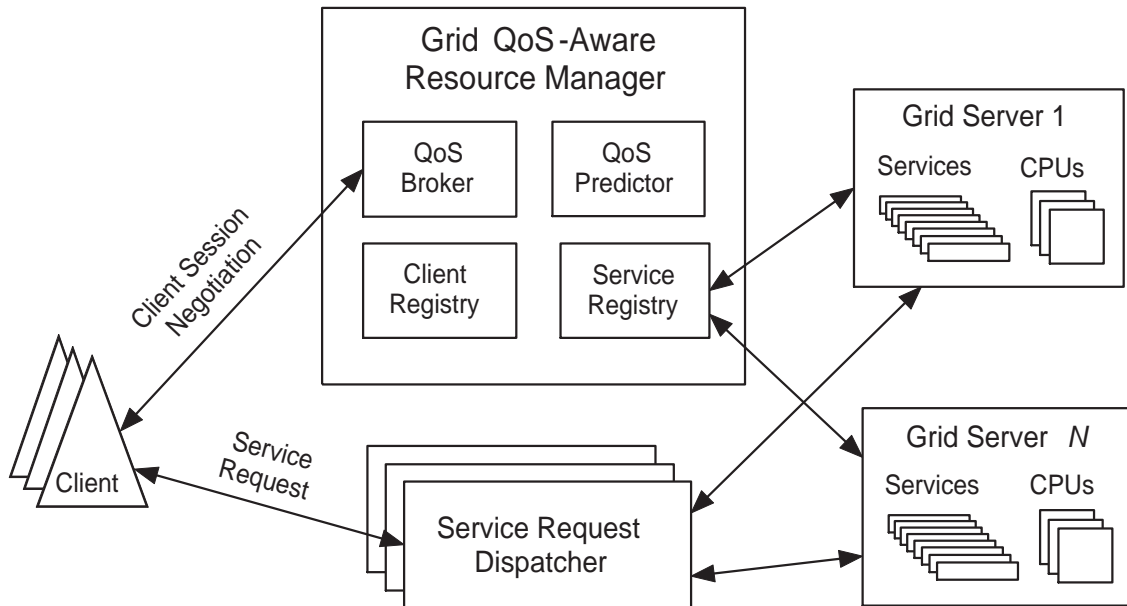 Grid QoS-Aware
Resource Manager
QoS
Broker
QoS
Predictor
Client
Registry
Service
Registry
Client Session
Negotiation
Client
Service
Request
Service Request
Dispatcher
Grid Server 1
Services
CPUs
Grid Server N
Services
CPUs